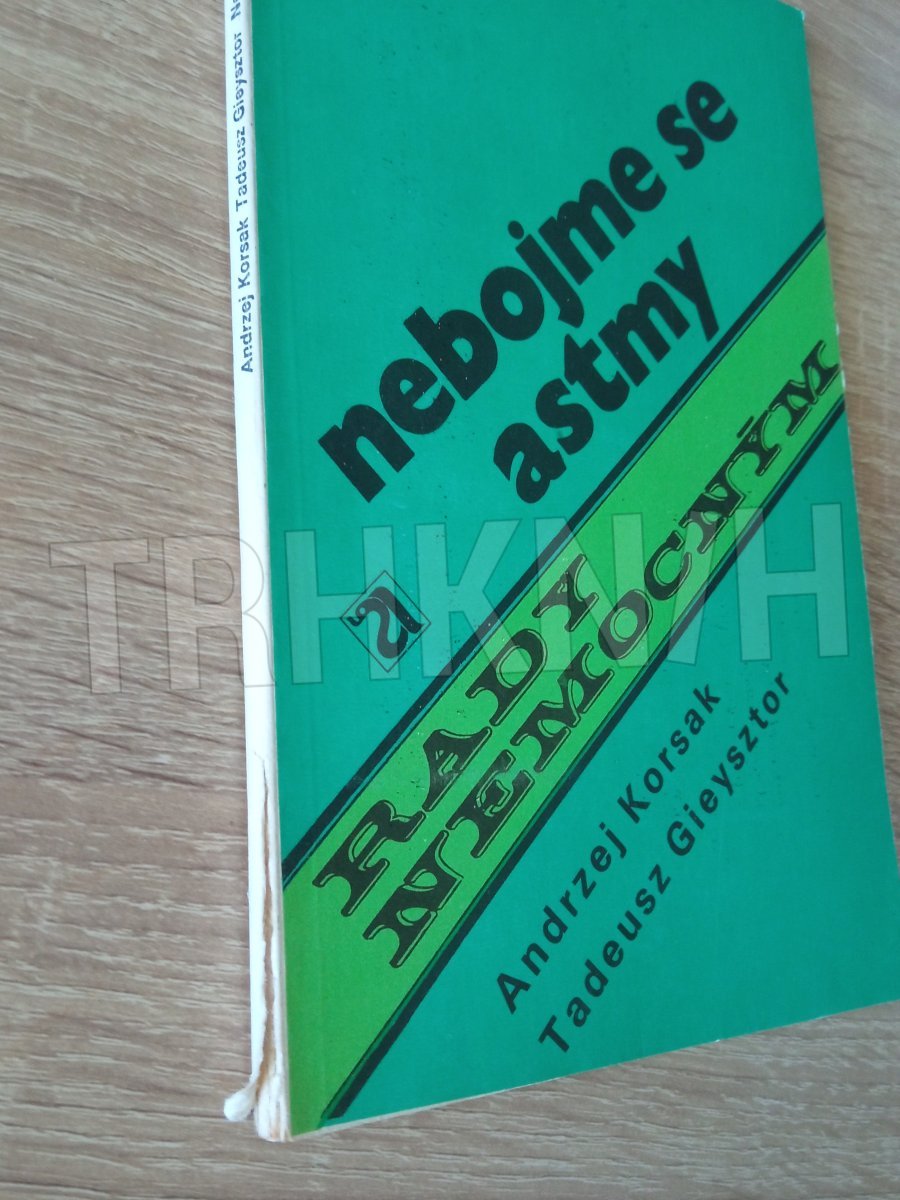 Andrzej Korsak Tadeusz Gieysztor
nebojme se
astmy
RADY
NEMOCNÝM
Andrzej Korsak
Tadeusz Gieysztor
TRHKNIH